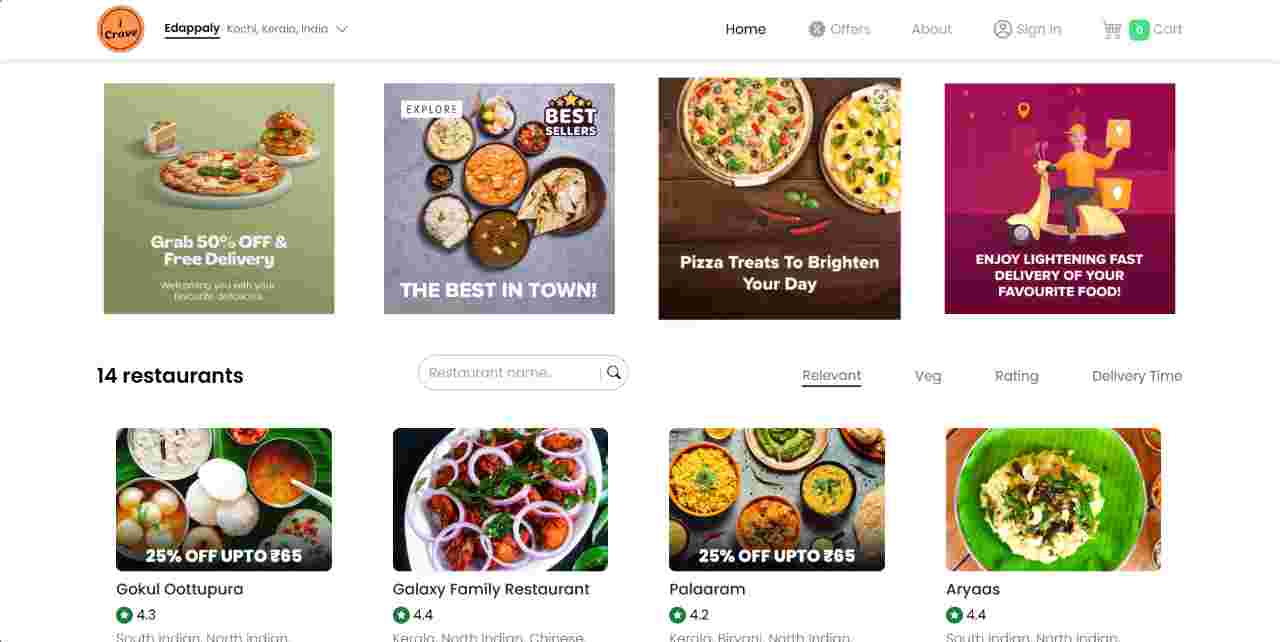 I
Crave
Edappaly Kochi, Kerala, India
Home
Offers
About
Sign In
0 Cart
Grab 50% OFF &
Free Delivery
Welcoming you with your
favourite delicacies.
EXPLORE
BEST
SELLERS
THE BEST IN TOWN!
Pizza Treats To Brighten
Your Day
ENJOY LIGHTENING FAST
DELIVERY OF YOUR
FAVOURITE FOOD!
14 restaurants
Restaurant name...
Relevant
Veg
Rating
Delivery Time
25% OFF UPTO ₹65
Gokul Oottupura
4.3
South Indian, North Indian,
Galaxy Family Restaurant
4.4
Kerala, North Indian, Chinese,
25% OFF UPTO ₹65
Palaaram
4.2
Kerala, Biryani, North Indian,
Aryaas
4.4
South Indian, North Indian,